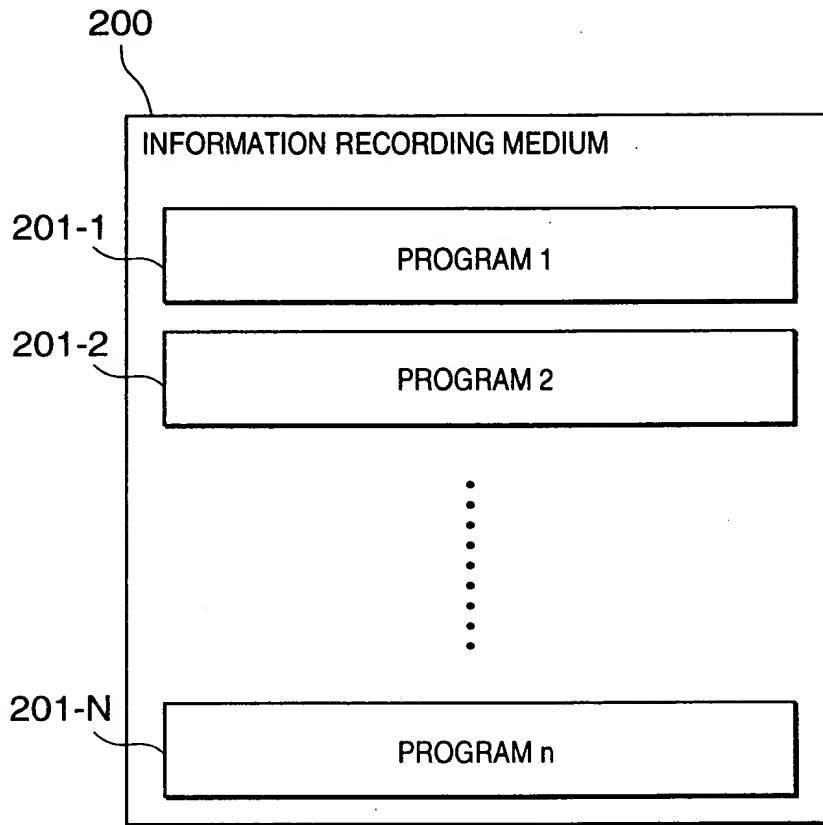 200
INFORMATION RECORDING MEDIUM
201-1
PROGRAM 1
201-2
PROGRAM 2
201-N
PROGRAM n